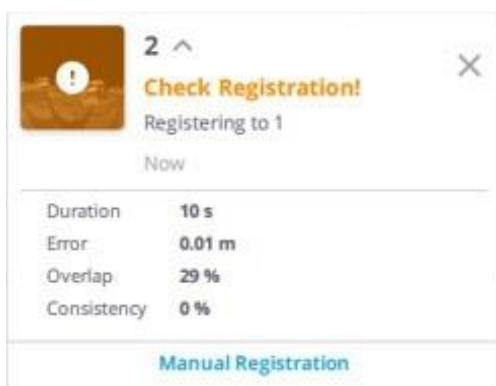 2
Check Registration!
Registering to 1
Now
Duration 10 s
Error 0.01 m
Overlap 29 %
Consistency 0 %
Manual Registration